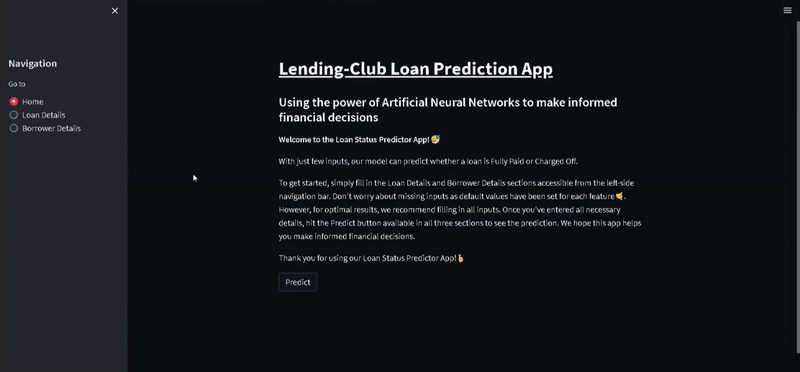 Navigation
Go to
Home
Loan Details
Borrower Details
Lending-Club Loan Prediction App
Using the power of Artificial Neural Networks to make informed
financial decisions
Welcome to the Loan Status Predictor App!
With just few inputs, our model can predict whether a loan is Fully Paid or Charged Off.
To get started, simply fill in the Loan Details and Borrower Details sections accessible from the left-side
navigation bar. Don't worry about missing inputs as default values have been set for each feature.
However, for optimal results, we recommend filling in all inputs. Once you've entered all necessary
details, hit the Predict button available in all three sections to see the prediction. We hope this app helps
you make informed financial decisions.
Thank you for using our Loan Status Predictor App!
Predict